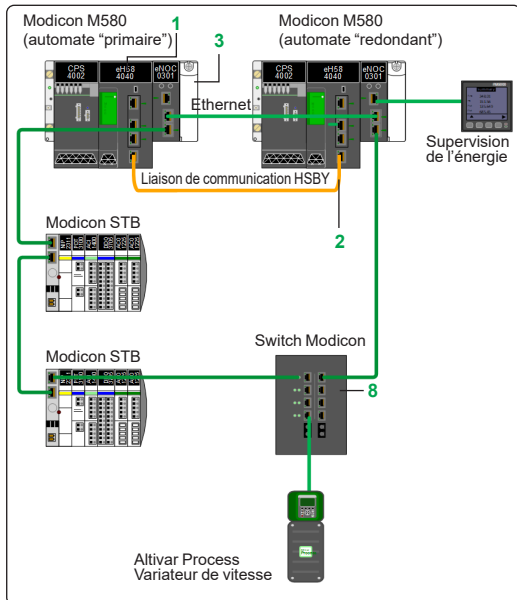 Modicon M580
(automate “primaire”)
1
3
Modicon M580
(automate “redondant”)
CPS
4002
eH58
4040
eNOC
0301
CPS
4002
eH58
4040
eNOC
0301
Ethernet
Supervision
de l'énergie
Liaison de communication HSBY
2
Modicon STB
Modicon STB
Switch Modicon
8
Altivar Process
Variateur de vitesse